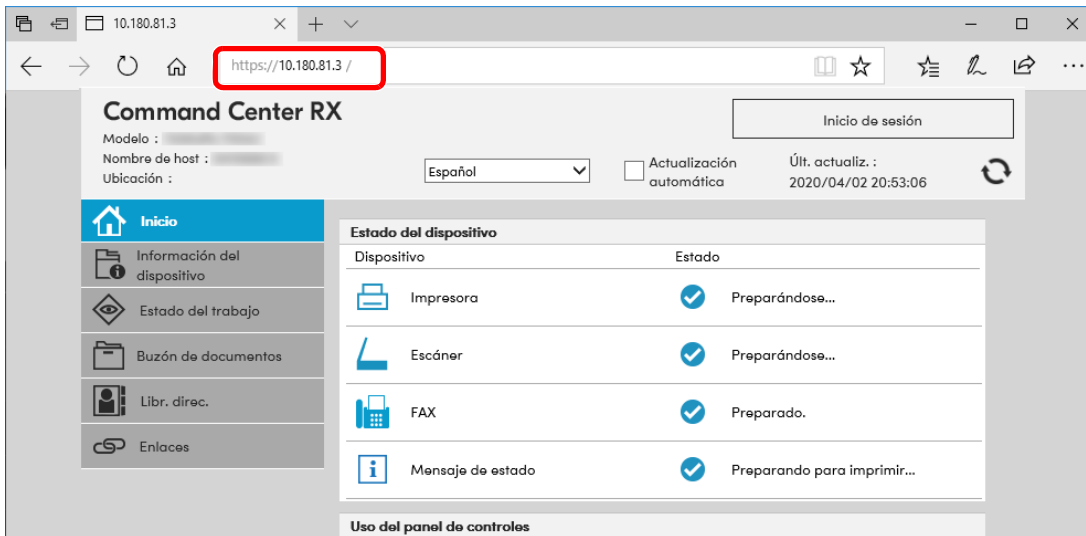 10.180.81.3
https://10.180.81.3 /
Command Center RX
Modelo :
Nombre de host :
Ubicación :
Inicio de sesión
Español
Actualización
automática
Últ. actualiz. :
2020/04/02 20:53:06
Inicio
Información del
dispositivo
Estado del trabajo
Buzón de documentos
Libr. direc.
Enlaces
Estado del dispositivo
Dispositivo Estado
Impresora Preparándose...
Escáner Preparándose...
FAX Preparado.
Mensaje de estado Preparando para imprimir...
Uso del panel de controles